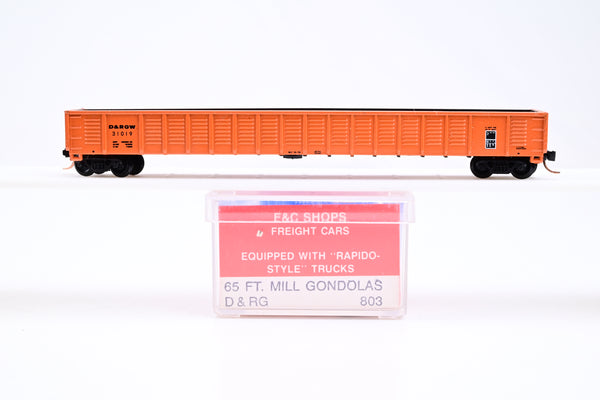 D&RGW
31019
E&C SHOPS
FREIGHT CARS
EQUIPPED WITH "RAPIDO-
STYLE" TRUCKS
65 FT. MILL GONDOLAS
D & RG 803